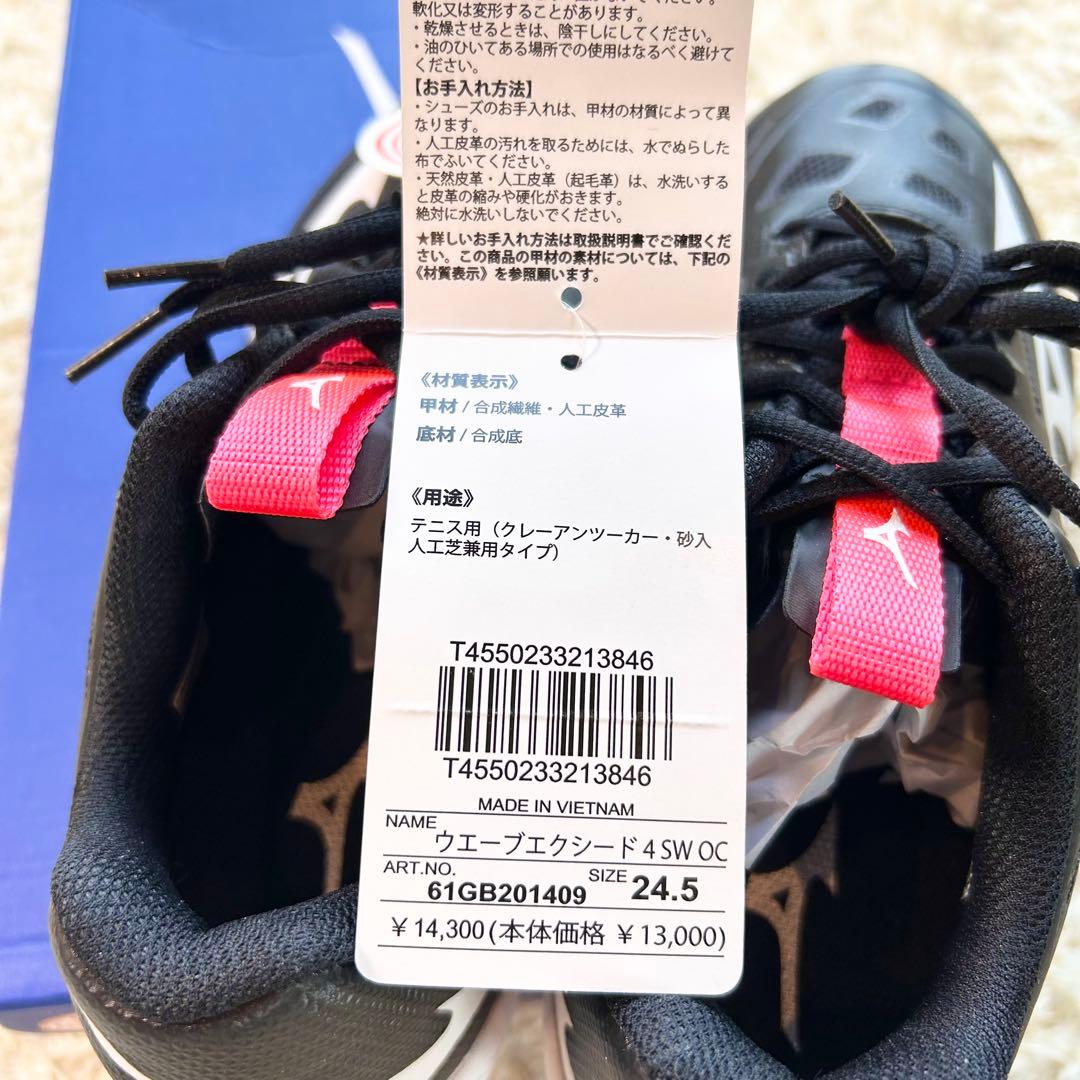 軟化又は変形することがあります。
・乾燥させるときは、陰干しにしてください。
・油のひいてある場所での使用はなるべく避けて
ください。
【お手入れ方法】
・シューズのお手入れは、甲材の材質によって異
なります。
・人工皮革の汚れを取るためには、水でぬらした
布でふいてください。
・天然皮革・人工皮革（起毛革）は、水洗いすると
と皮革の縮みや硬化がおきます。
絶対に水洗いしないでください。
★詳しいお手入れ方法は取扱説明書でご確認くだ
さい。この商品の甲材の素材については、下記の
《材質表示》を参照願います。
《材質表示》
甲材 / 合成繊維・人工皮革
底材 / 合成底
《用途》
テニス用（クレーアンツーカー・砂入
人工芝兼用タイプ）
T4550233213846
T4550233213846
MADE IN VIETNAM
NAME ウエーブエクシード4 SW OC
ART.NO. 61GB201409 SIZE 24.5
￥14,300(本体価格 ￥13,000)